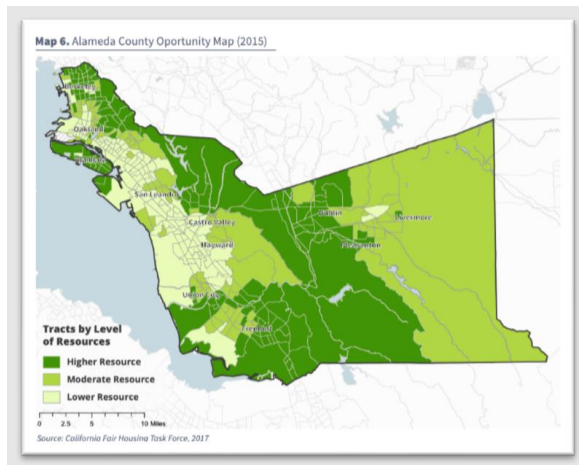 Map 6. Alameda County Oportunity Map (2015)
Berkeley
Oakland
Alameda
San Leandro
Castro Valley
Hayward
Dublin
Livermore
Pleasanton
Union City
Fremont
Tracts by Level
of Resources
Higher Resource
Moderate Resource
Lower Resource
0 2.5 5 10 Miles
Source: California Fair Housing Task Force, 2017